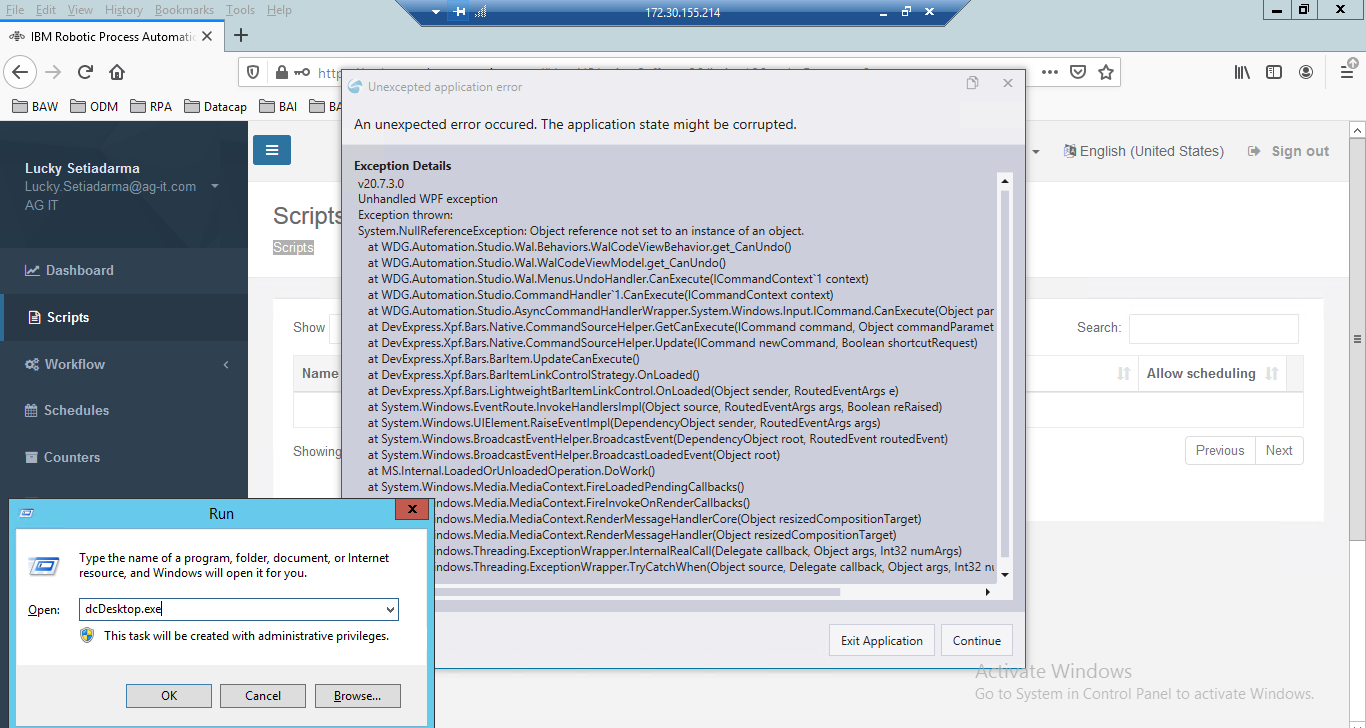 File Edit View History Bookmarks Tools Help
172.30.155.214
IBM Robotic Process Automatic
http
BAW ODM RPA Datacap BAI BA
Unexcepted application error
An unexpected error occured. The application state might be corrupted.
Exception Details
v20.7.3.0
Unhandled WPF exception
Exception thrown:
System.NullReferenceException: Object reference not set to an instance of an object.
at WDG.Automation.Studio.Wal.Behaviors.WalCodeViewBehavior.get_CanUndo()
at WDG.Automation.Studio.Wal.WalCodeViewModel.get_CanUndo()
at WDG.Automation.Studio.Wal.Menus.UndoHandler.CanExecute(ICommandContext`1 context)
at WDG.Automation.Studio.CommandHandler`1.CanExecute(ICommandContext context)
at WDG.Automation.Studio.AsyncCommandHandlerWrapper.System.Windows.Input.ICommand.CanExecute(Object par
at DevExpress.Xpf.Bars.Native.CommandSourceHelper.GetCanExecute(ICommand command, Object commandParamet
at DevExpress.Xpf.Bars.Native.CommandSourceHelper.Update(ICommand newCommand, Boolean shortcutRequest)
at DevExpress.Xpf.Bars.BarItem.UpdateCanExecute()
at DevExpress.Xpf.Bars.BarItemLinkControlStrategy.OnLoaded()
at DevExpress.Xpf.Bars.LightweightBarItemLinkControl.OnLoaded(Object sender, RoutedEventArgs e)
at System.Windows.EventRoute.InvokeHandlersImpl(Object source, RoutedEventArgs args, Boolean reRaised)
at System.Windows.UIElement.RaiseEventImpl(DependencyObject sender, RoutedEventArgs args)
at System.Windows.BroadcastEventHelper.BroadcastEvent(DependencyObject root, RoutedEvent routedEvent)
at System.Windows.BroadcastEventHelper.BroadcastLoadedEvent(Object root)
at MS.Internal.LoadedOrUnloadedOperation.DoWork()
at System.Windows.Media.MediaContext.FireLoadedPendingCallbacks()
indows.Media.MediaContext.FireInvokeOnRenderCallbacks()
indows.Media.MediaContext.RenderMessageHandlerCore(Object resizedCompositionTarget)
indows.Media.MediaContext.RenderMessageHandler(Object resizedCompositionTarget)
indows.Threading.ExceptionWrapper.InternalRealCall(Delegate callback, Object args, Int32 numArgs)
indows.Threading.ExceptionWrapper.TryCatchWhen(Object source, Delegate callback, Object args, Int32 nu
Exit Application Continue
Lucky Setiadarma
Lucky.Setiadarma@ag-it.com
AG IT
Dashboard
Scripts
Workflow
Schedules
Counters
English (United States) Sign out
Scripts
Scripts
Show
Search:
Name
Allow scheduling
Showing
Previous Next
Run
Type the name of a program, folder, document, or Internet
resource, and Windows will open it for you.
Open: dcDesktop.exe
This task will be created with administrative privileges.
OK Cancel Browse...
Activate Windows
Go to System in Control Panel to activate Windows.